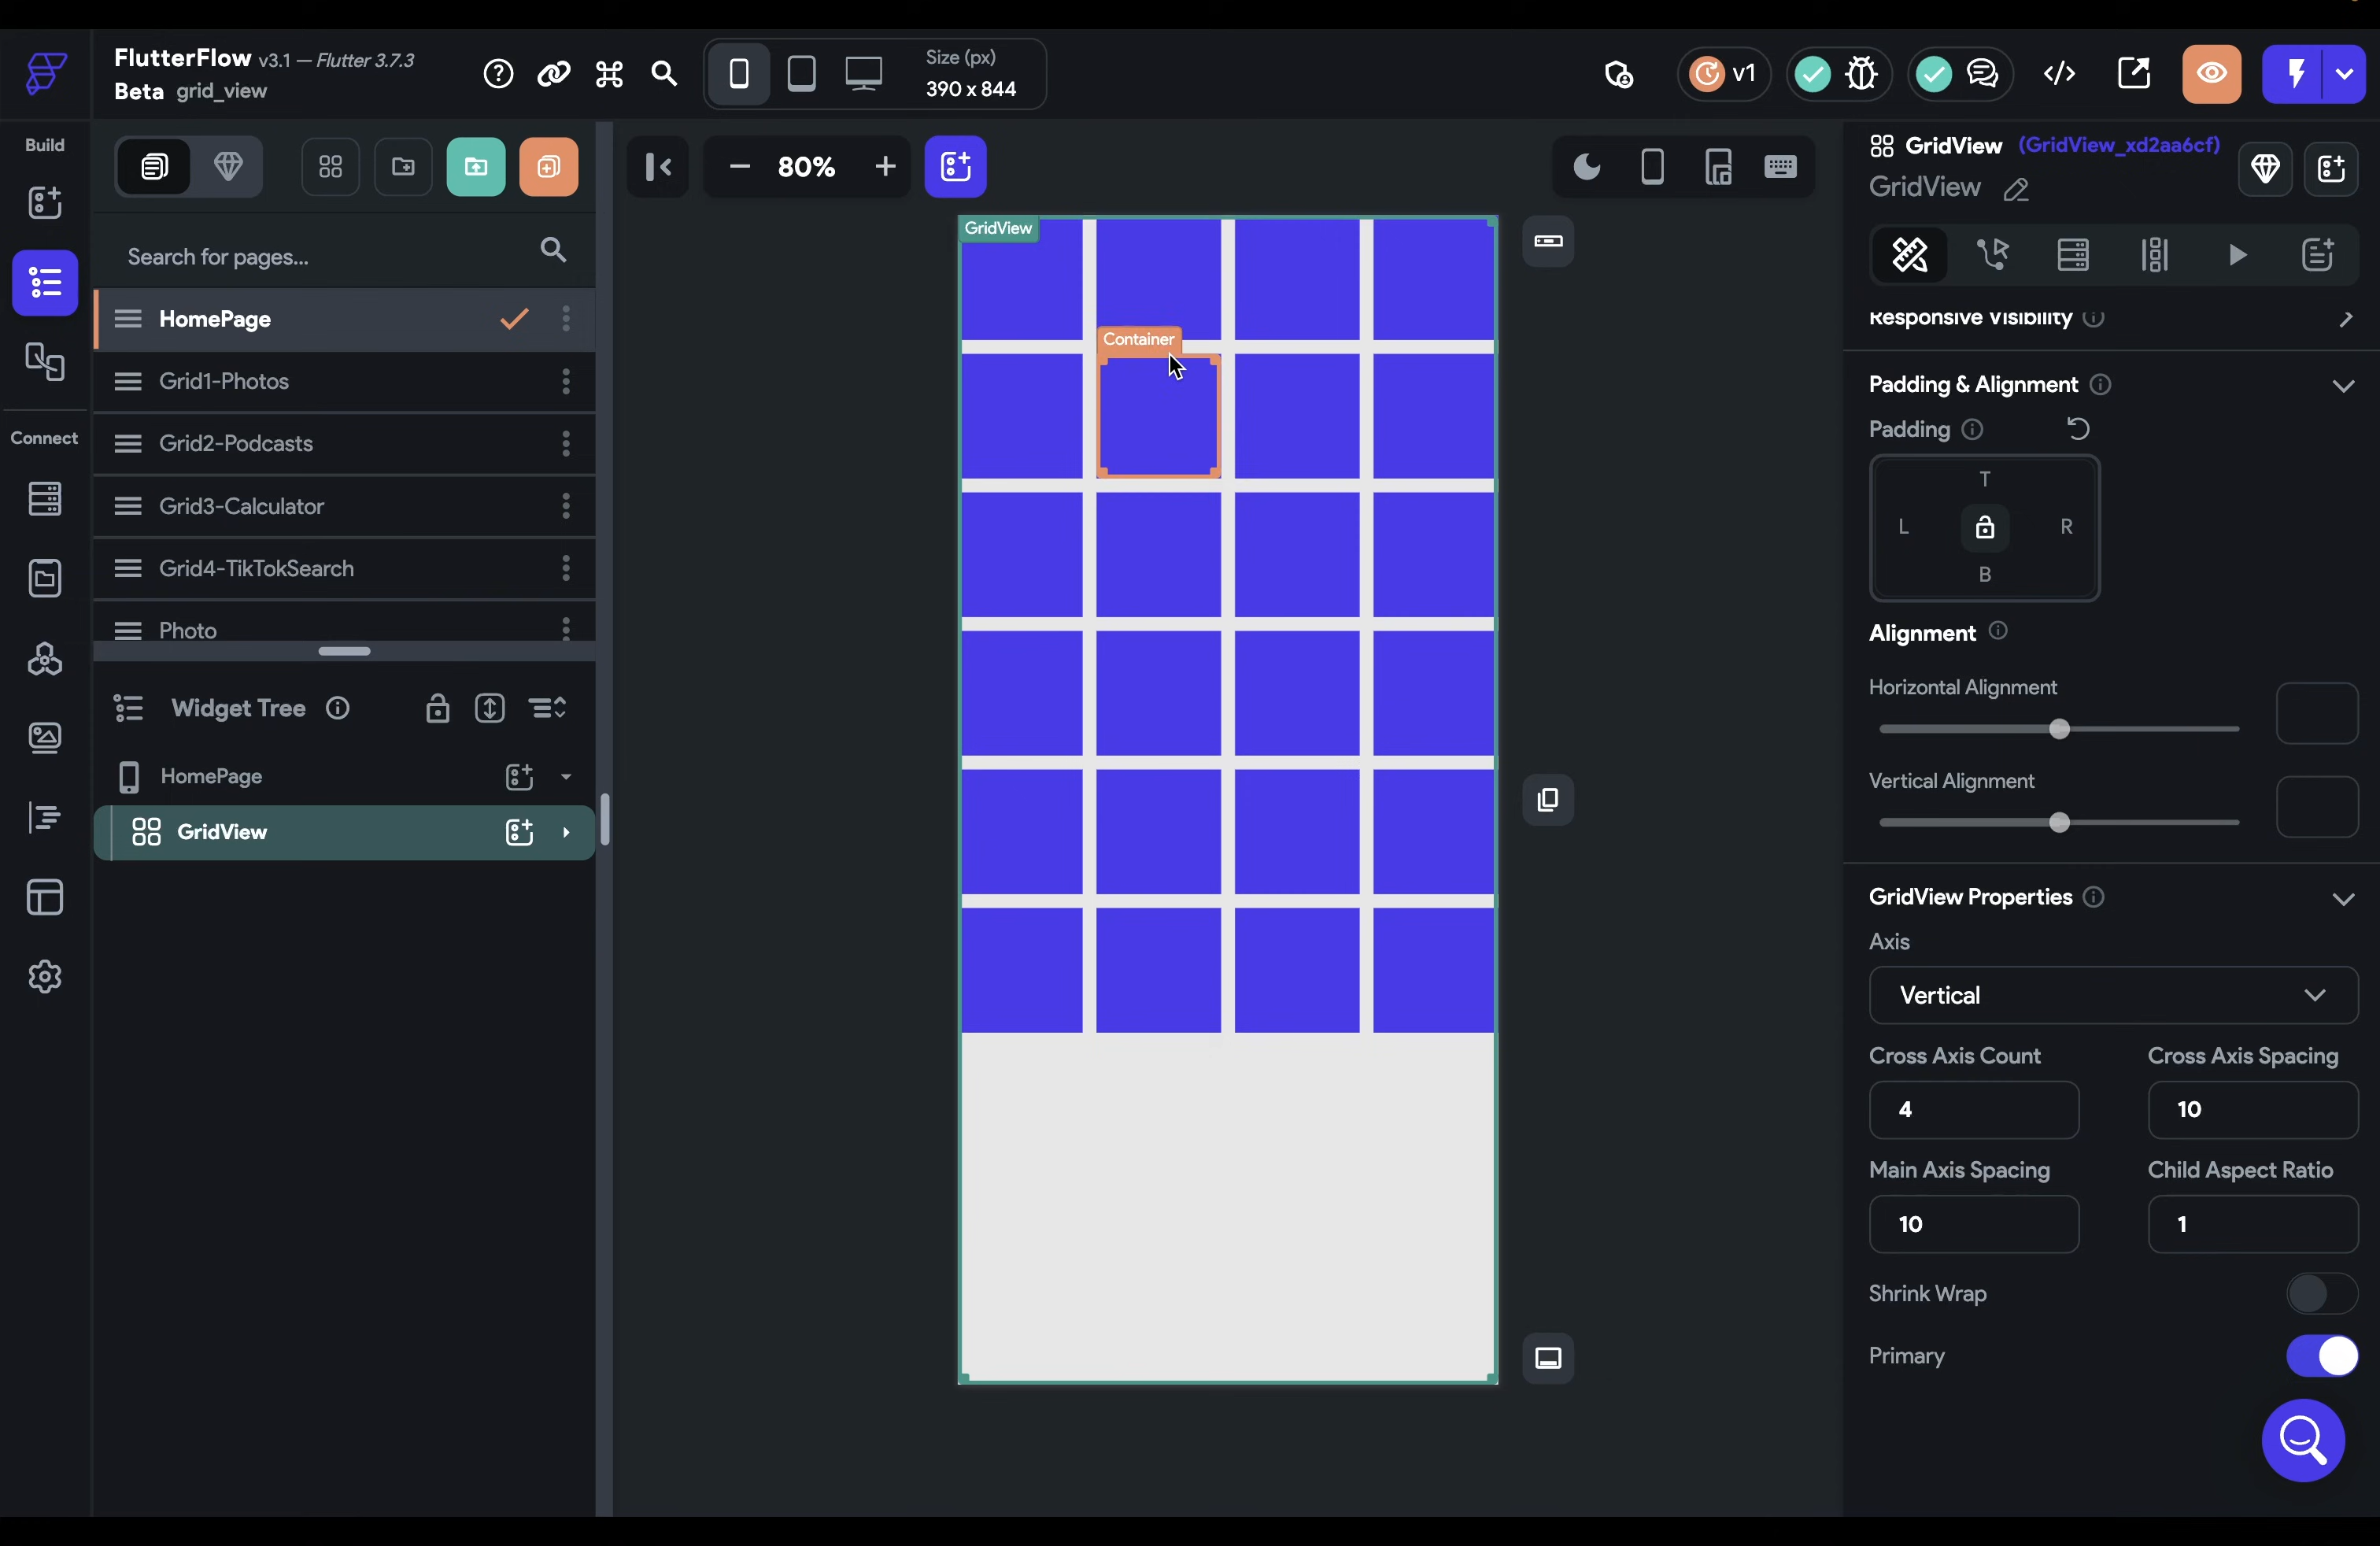 FlutterFlow v3.1 — Flutter 3.7.3
Beta grid_view
Size (px)
390 x 844
v1
Build
Connect
Search for pages...
HomePage
Grid1-Photos
Grid2-Podcasts
Grid3-Calculator
Grid4-TikTokSearch
Photo
Widget Tree
HomePage
GridView
80%
GridView
Container
GridView (GridView_xd2aa6cf)
GridView
Responsive Visibility
Padding & Alignment
Padding
T
L
R
B
Alignment
Horizontal Alignment
Vertical Alignment
GridView Properties
Axis
Vertical
Cross Axis Count
Cross Axis Spacing
4
10
Main Axis Spacing
Child Aspect Ratio
10
1
Shrink Wrap
Primary